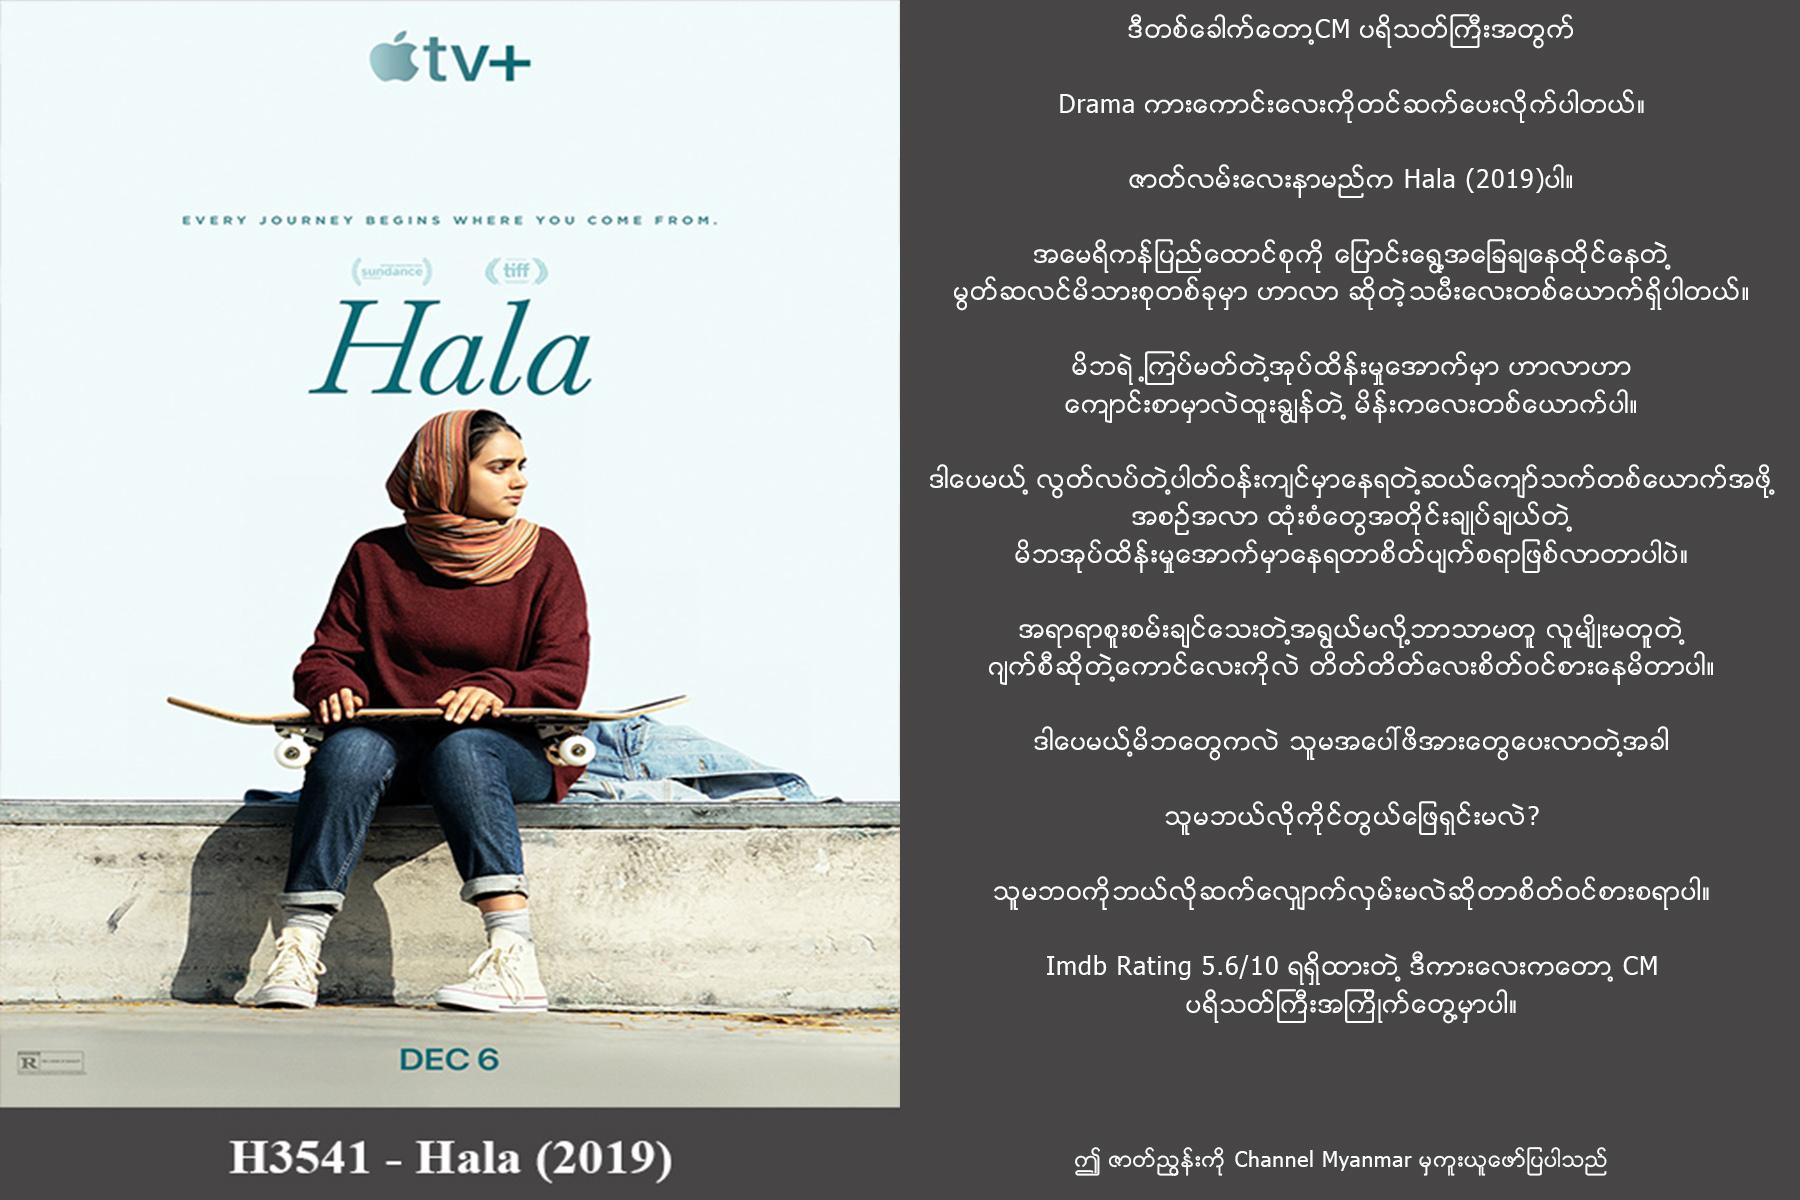 tv+
EVERY JOURNEY BEGINS WHERE YOU COME FROM.
sundance
tiff
Hala
R
DEC 6
H3541 - Hala (2019)
ဒီတစ်ခေါက်တော့CM ပရိသတ်ကြီးအတွက်
Drama ကားကောင်းလေးကိုတင်ဆက်ပေးလိုက်ပါတယ်။
ဇာတ်လမ်းလေးနာမည်က Hala (2019)ပါ။
အမေရိကန်ပြည်ထောင်စုကို ပြောင်းရွှေ့အခြေချနေထိုင်နေတဲ့
မွတ်ဆလင်မိသားစုတစ်ခုမှာ ဟာလာ ဆိုတဲ့သမီးလေးတစ်ယောက်ရှိပါတယ်။
မိဘရဲ့ကြပ်မတ်တဲ့အုပ်ထိန်းမှုအောက်မှာ ဟာလာဟာ
ကျောင်းစာမှာလဲထူးချွန်တဲ့ မိန်းကလေးတစ်ယောက်ပါ။
ဒါပေမယ့် လွတ်လပ်တဲ့ပါတ်ဝန်းကျင်မှာနေရတဲ့ဆယ်ကျော်သက်တစ်ယောက်အဖို့
အစဉ်အလာ ထုံးစံတွေအတိုင်းချုပ်ချယ်တဲ့
မိဘအုပ်ထိန်းမှုအောက်မှာနေရတာစိတ်ပျက်စရာဖြစ်လာတာပါပဲ။
အရာရာစူးစမ်းချင်သေးတဲ့အရွယ်မလို့ဘာသာမတူ လူမျိုးမတူတဲ့
ဂျက်စီဆိုတဲ့ကောင်လေးကိုလဲ တိတ်တိတ်လေးစိတ်ဝင်စားနေမိတာပါ။
ဒါပေမယ့်မိဘတွေကလဲ သူမအပေါ်ဖိအားတွေပေးလာတဲ့အခါ
သူမဘယ်လိုကိုင်တွယ်ဖြေရှင်းမလဲ?
သူမဘဝကိုဘယ်လိုဆက်လျှောက်လှမ်းမလဲဆိုတာစိတ်ဝင်စားစရာပါ။
Imdb Rating 5.6/10 ရရှိထားတဲ့ ဒီကားလေးကတော့ CM
ပရိသတ်ကြီးအကြိုက်တွေ့မှာပါ။
ဤ ဇာတ်ညွှန်းကို Channel Myanmar မှကူးယူဖော်ပြပါသည်